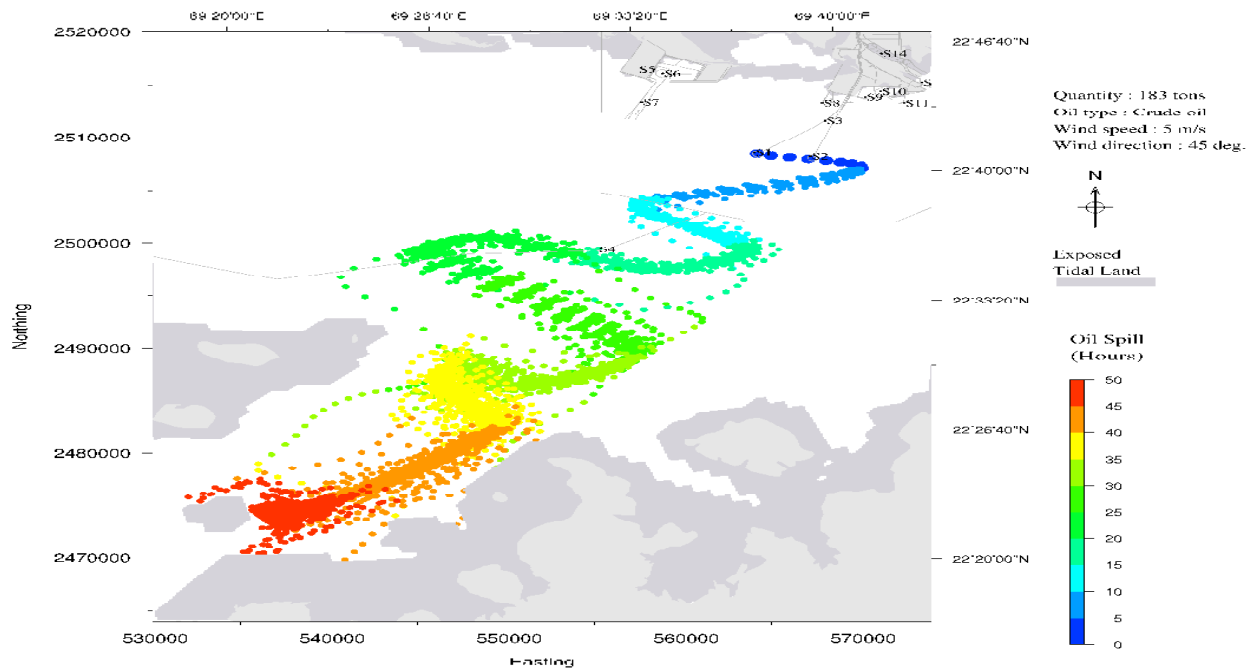 69 20'00"E 69 26'40"E 69 33'20"E 69 40'00"E
2520000
22°46'40"N
S14
S5
S6
S7
S10
S9
S8
S11
S3
S1
S2
S4
2510000
22°40'00"N
2500000
22°33'20"N
2490000
22°26'40"N
2480000
22°20'00"N
2470000
Northing
530000 540000 550000 560000 570000
Easting
Quantity : 183 tons
Oil type : Crude oil
Wind speed : 5 m/s
Wind direction : 45 deg.
N
Exposed
Tidal Land
Oil Spill
(Hours)
50
45
40
35
30
25
20
15
10
5
0